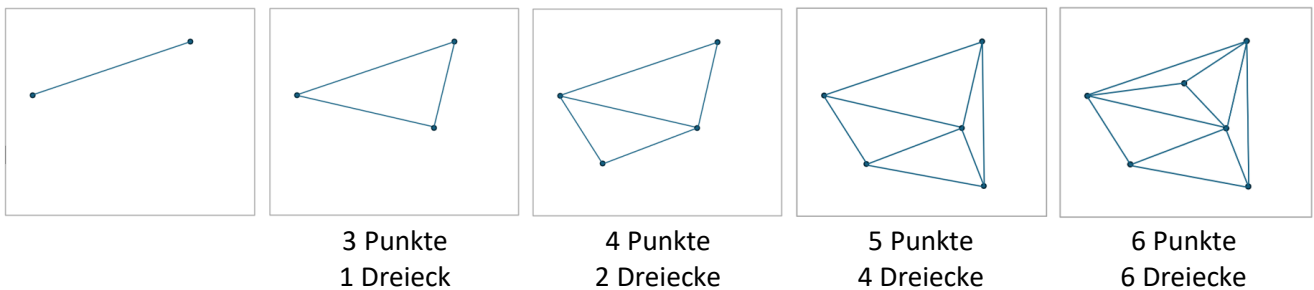 3 Punkte
1 Dreieck
4 Punkte
2 Dreiecke
5 Punkte
4 Dreiecke
6 Punkte
6 Dreiecke